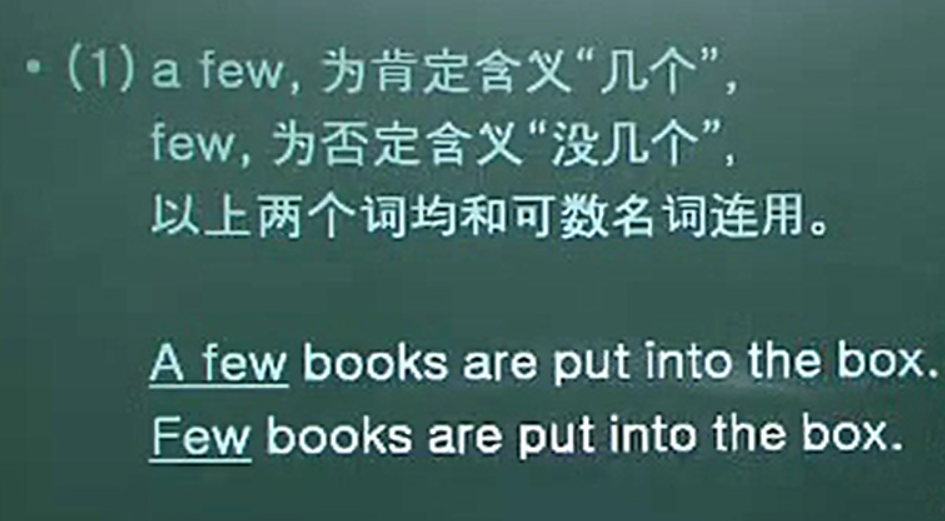 • (1) a few, 为肯定含义“几个”,
few, 为否定含义“没几个”,
以上两个词均和可数名词连用。
A few books are put into the box.
Few books are put into the box.